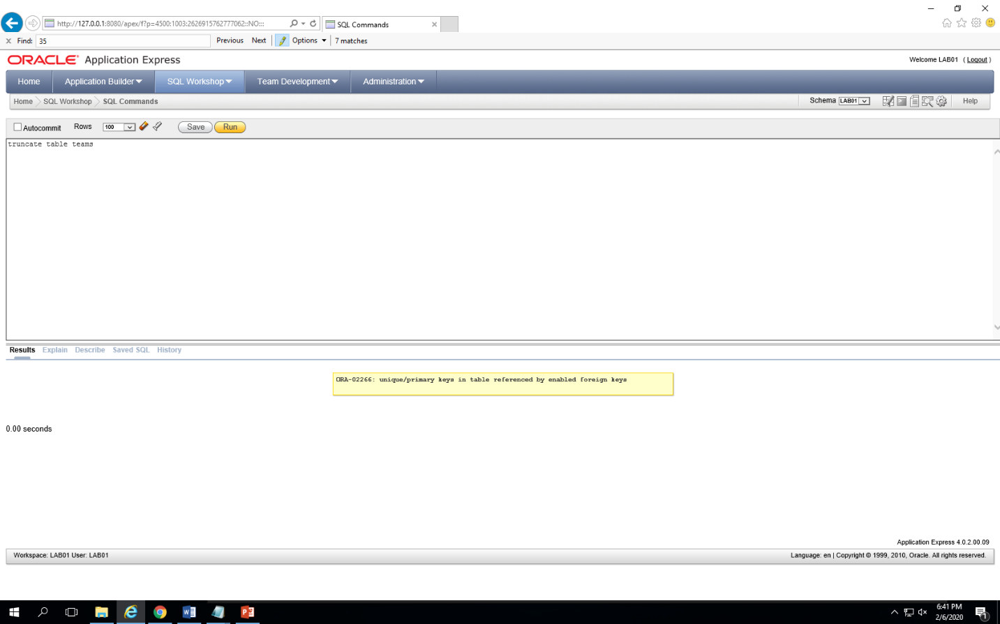 http://127.0.0.1:8080/apex/f?p=4500:1003:2626915762777062::NO:::
SQL Commands
Find: 35
Previous Next Options 7 matches
ORACLE Application Express
Welcome LAB01 ( Logout )
Home Application Builder SQL Workshop Team Development Administration
Home SQL Workshop SQL Commands
Schema LAB01 Help
Autocommit Rows 100 Save Run
truncate table teams
Results Explain Describe Saved SQL History
ORA-02266: unique/primary keys in table referenced by enabled foreign keys
0.00 seconds
Application Express 4.0.2.00.09
Workspace: LAB01 User: LAB01
Language: en | Copyright © 1999, 2010, Oracle. All rights reserved.
6:41 PM
2/6/2020